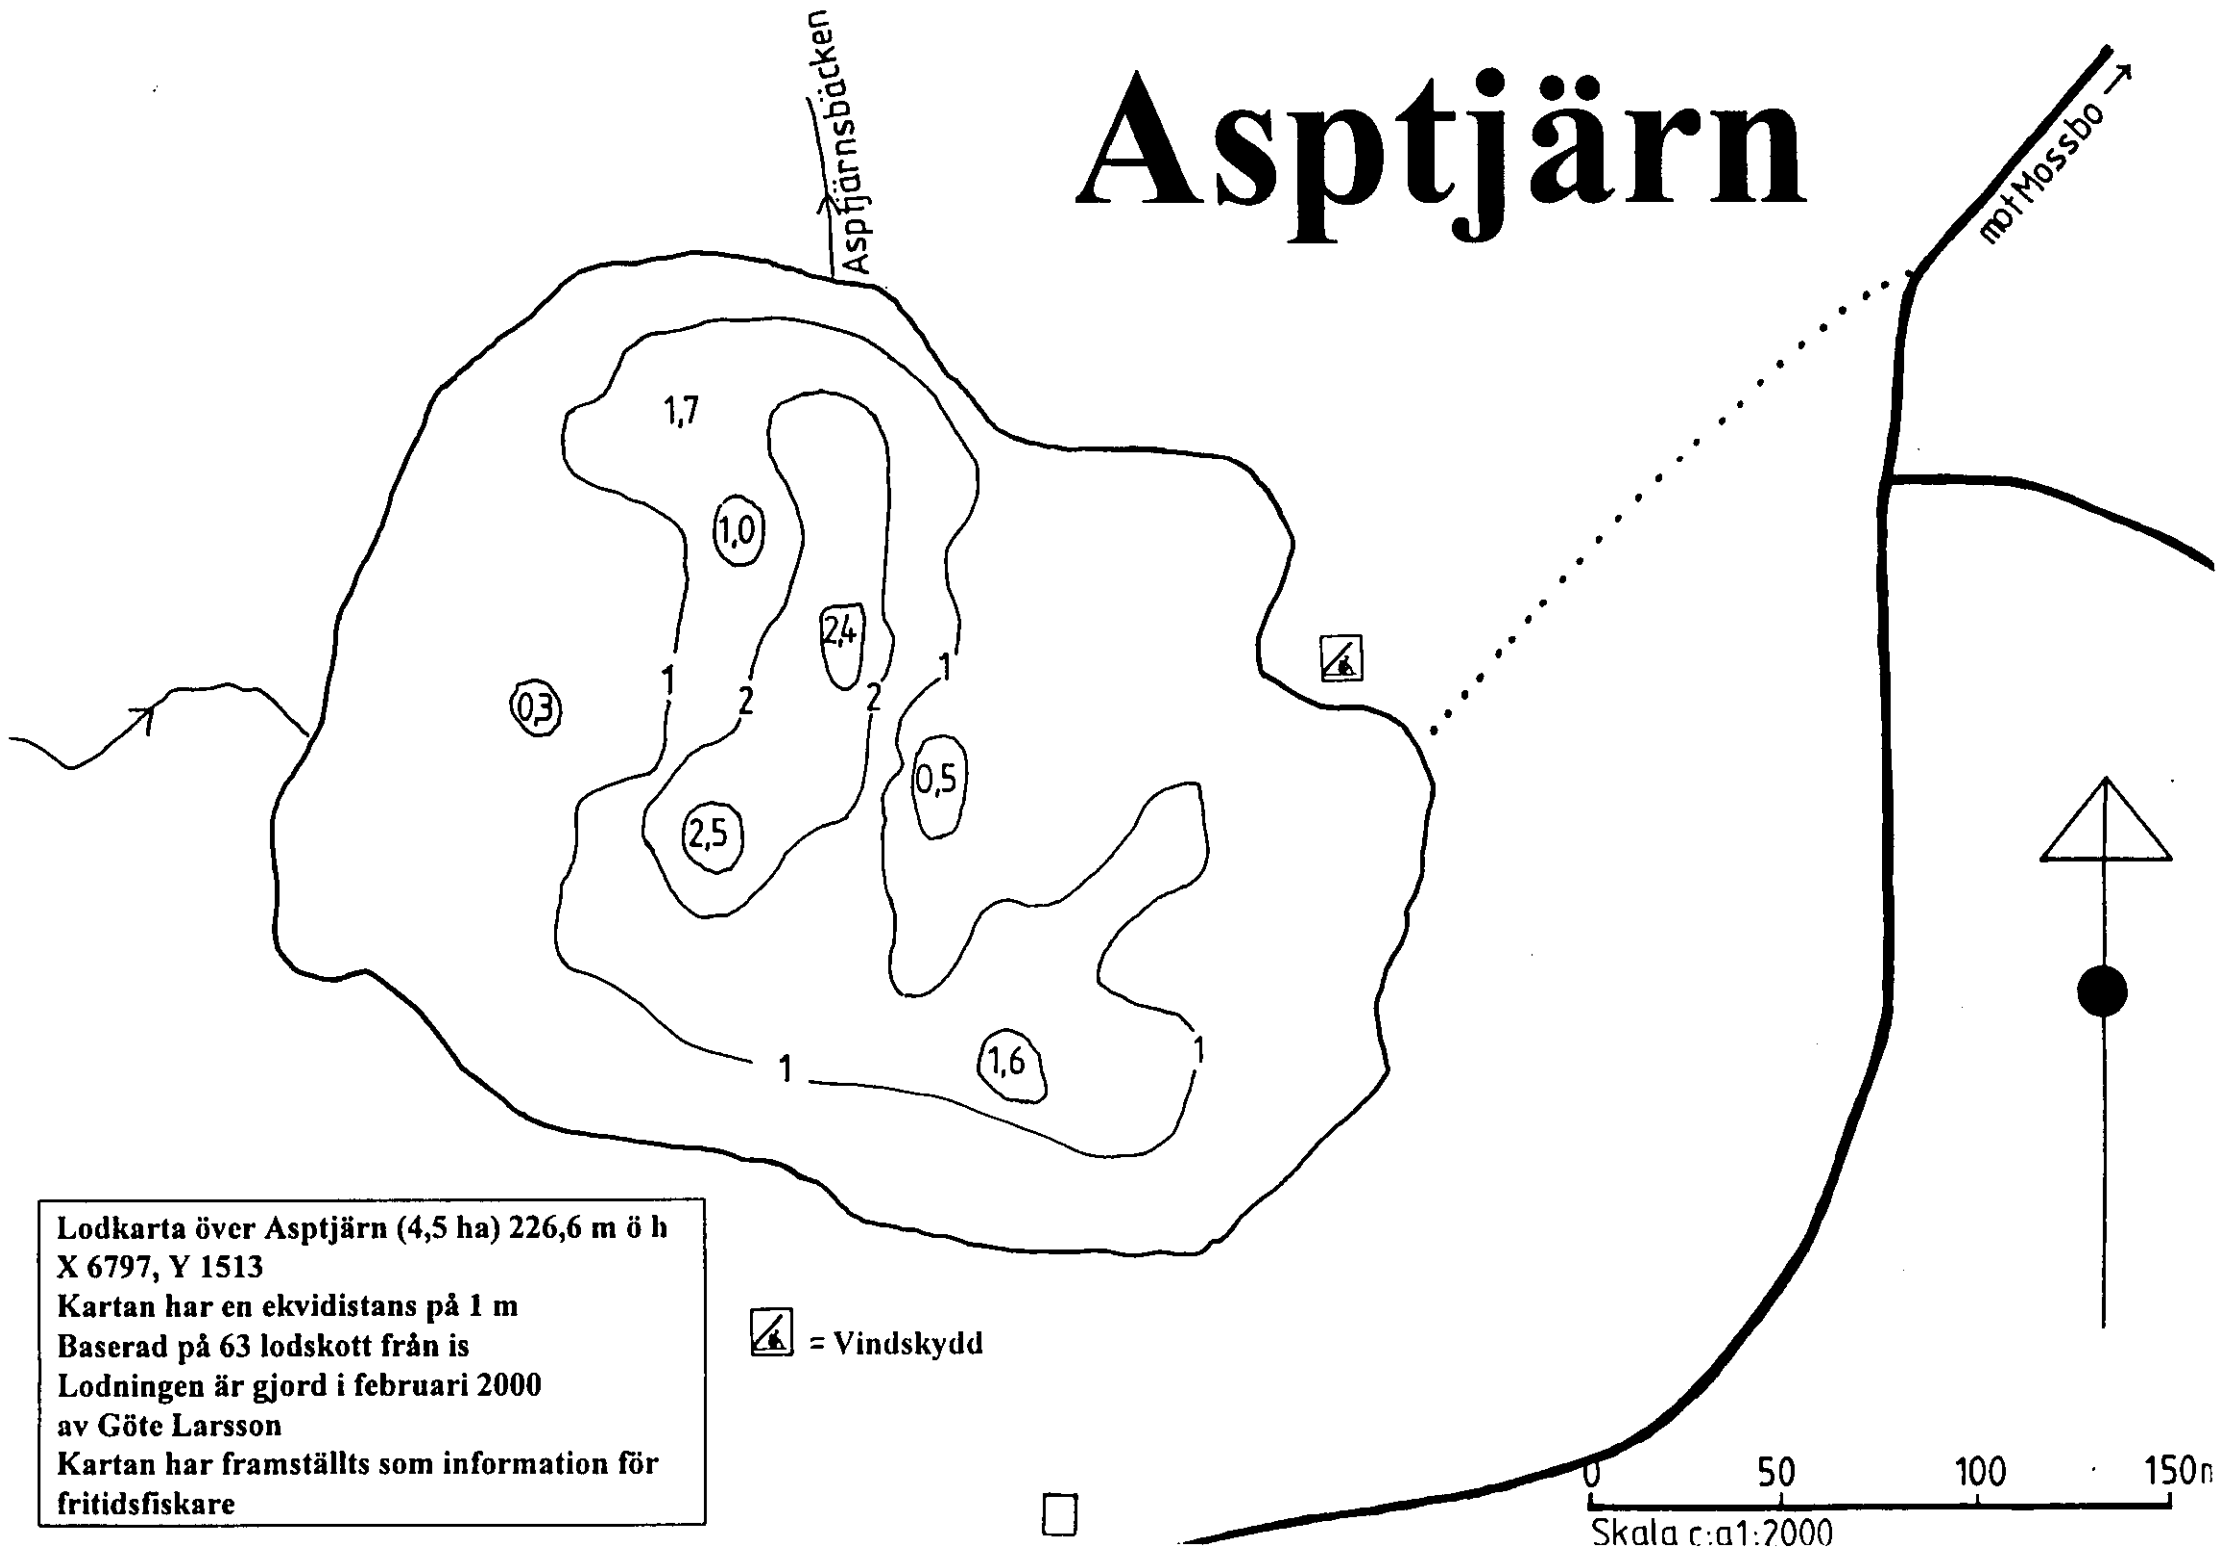 Asptjärn
Asptjärnsbäcken
mot Mossbo
1,7
1,0
2,4
1
1
0,3
2
2
0,5
2,5
1
1,6
1
Lodkarta över Asptjärn (4,5 ha) 226,6 m ö h
X 6797, Y 1513
Kartan har en ekvidistans på 1 m
Baserad på 63 lodskott från is
Lodningen är gjord i februari 2000
av Göte Larsson
Kartan har framställts som information för
fritidsfiskare
= Vindskydd
0 50 100 150m
Skala c:a 1:2000